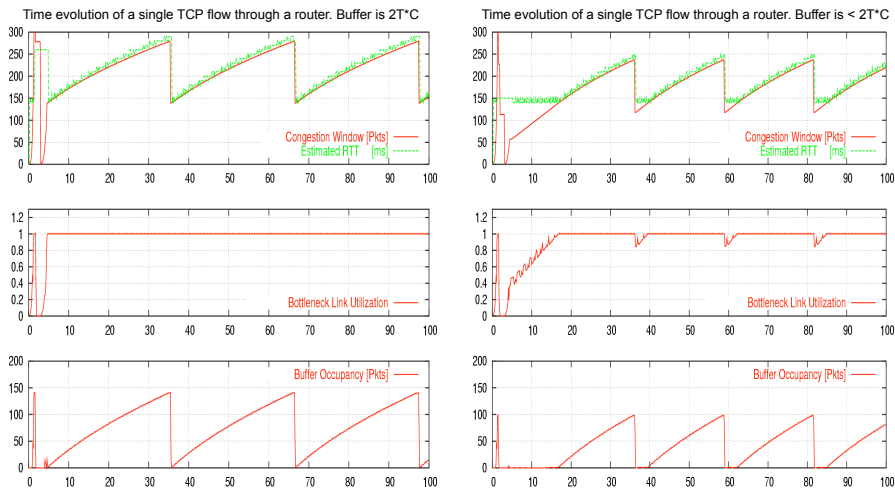 Time evolution of a single TCP flow through a router. Buffer is 2T*C
300
250
200
150
100
50
0
Congestion Window [Pkts]
Estimated RTT [ms]
0 10 20 30 40 50 60 70 80 90 100
1.2
1
0.8
0.6
0.4
0.2
0
Bottleneck Link Utilization
0 10 20 30 40 50 60 70 80 90 100
200
150
100
50
0
Buffer Occupancy [Pkts]
0 10 20 30 40 50 60 70 80 90 100
Time evolution of a single TCP flow through a router. Buffer is < 2T*C
300
250
200
150
100
50
0
Congestion Window [Pkts]
Estimated RTT [ms]
0 10 20 30 40 50 60 70 80 90 100
1.2
1
0.8
0.6
0.4
0.2
0
Bottleneck Link Utilization
0 10 20 30 40 50 60 70 80 90 100
200
150
100
50
0
Buffer Occupancy [Pkts]
0 10 20 30 40 50 60 70 80 90 100